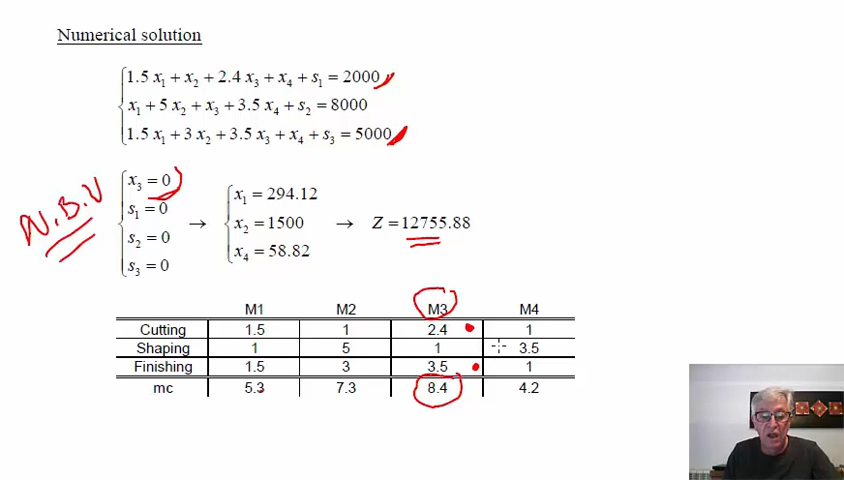 Numerical solution
1.5 x₁ + x₂ + 2.4 x₃ + x₄ + s₁ = 2000
x₁ + 5 x₂ + x₃ + 3.5 x₄ + s₂ = 8000
1.5 x₁ + 3 x₂ + 3.5 x₃ + x₄ + s₃ = 5000
N.B.V
x₃ = 0
s₁ = 0
s₂ = 0
s₃ = 0
→
x₁ = 294.12
x₂ = 1500
x₄ = 58.82
→ Z = 12755.88
M1 M2 M3 M4
Cutting 1.5 1 2.4 1
Shaping 1 5 1 3.5
Finishing 1.5 3 3.5 1
mc 5.3 7.3 8.4 4.2